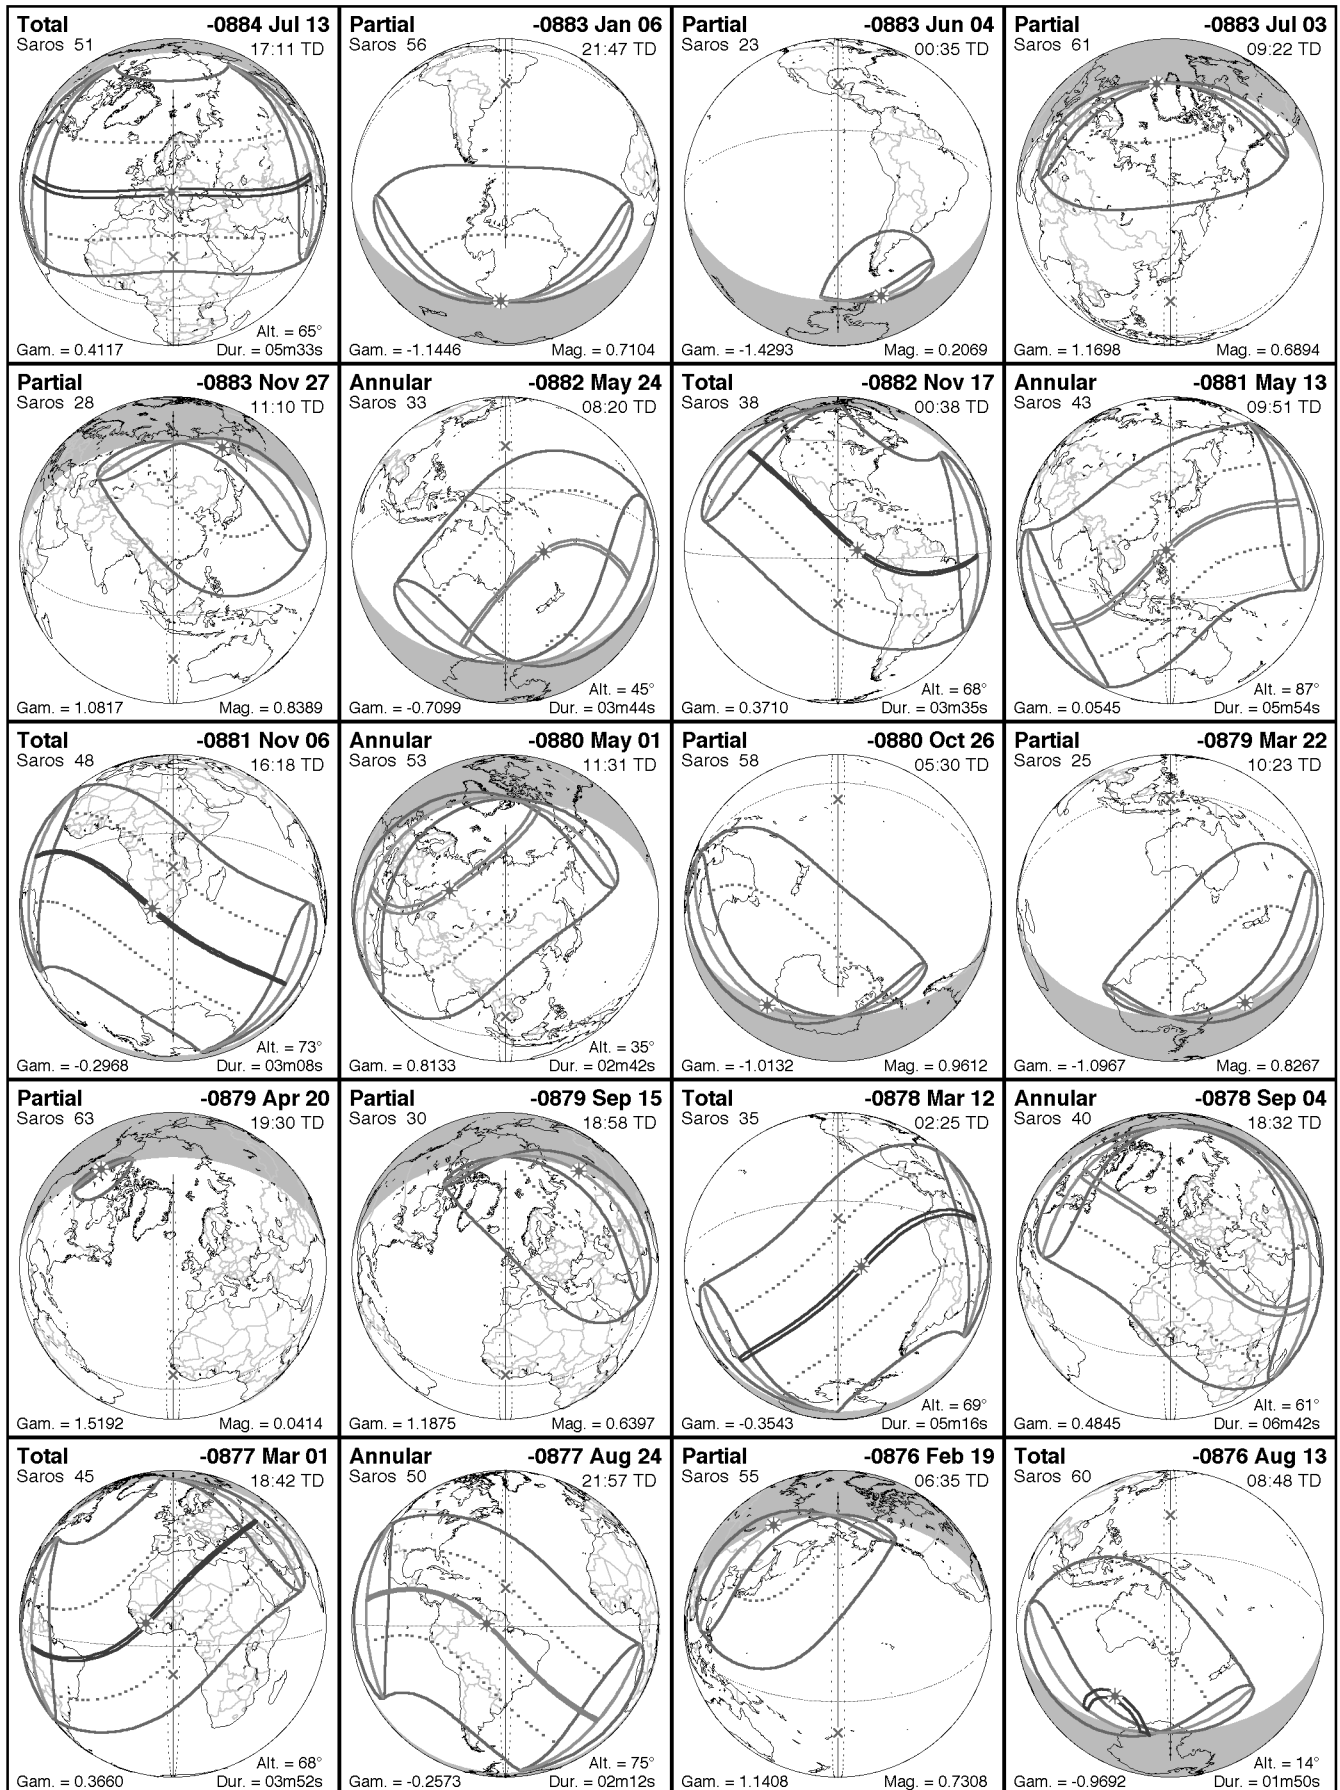 Total -0884 Jul 13
Saros 51 17:11 TD
Alt. = 65°
Gam. = 0.4117 Dur. = 05m33s
Partial -0883 Jan 06
Saros 56 21:47 TD
Gam. = -1.1446 Mag. = 0.7104
Partial -0883 Jun 04
Saros 23 00:35 TD
Gam. = -1.4293 Mag. = 0.2069
Partial -0883 Jul 03
Saros 61 09:22 TD
Gam. = 1.1698 Mag. = 0.6894
Partial -0883 Nov 27
Saros 28 11:10 TD
Gam. = 1.0817 Mag. = 0.8389
Annular -0882 May 24
Saros 33 08:20 TD
Alt. = 45°
Gam. = -0.7099 Dur. = 03m44s
Total -0882 Nov 17
Saros 38 00:38 TD
Alt. = 68°
Gam. = 0.3710 Dur. = 03m35s
Annular -0881 May 13
Saros 43 09:51 TD
Alt. = 87°
Gam. = 0.0545 Dur. = 05m54s
Total -0881 Nov 06
Saros 48 16:18 TD
Alt. = 73°
Gam. = -0.2968 Dur. = 03m08s
Annular -0880 May 01
Saros 53 11:31 TD
Alt. = 35°
Gam. = 0.8133 Dur. = 02m42s
Partial -0880 Oct 26
Saros 58 05:30 TD
Gam. = -1.0132 Mag. = 0.9612
Partial -0879 Mar 22
Saros 25 10:23 TD
Gam. = -1.0967 Mag. = 0.8267
Partial -0879 Apr 20
Saros 63 19:30 TD
Gam. = 1.5192 Mag. = 0.0414
Partial -0879 Sep 15
Saros 30 18:58 TD
Gam. = 1.1875 Mag. = 0.6397
Total -0878 Mar 12
Saros 35 02:25 TD
Alt. = 69°
Gam. = -0.3543 Dur. = 05m16s
Annular -0878 Sep 04
Saros 40 18:32 TD
Alt. = 61°
Gam. = 0.4845 Dur. = 06m42s
Total -0877 Mar 01
Saros 45 18:42 TD
Alt. = 68°
Gam. = 0.3660 Dur. = 03m52s
Annular -0877 Aug 24
Saros 50 21:57 TD
Alt. = 75°
Gam. = -0.2573 Dur. = 02m12s
Partial -0876 Feb 19
Saros 55 06:35 TD
Gam. = 1.1408 Mag. = 0.7308
Total -0876 Aug 13
Saros 60 08:48 TD
Alt. = 14°
Gam. = -0.9692 Dur. = 01m50s